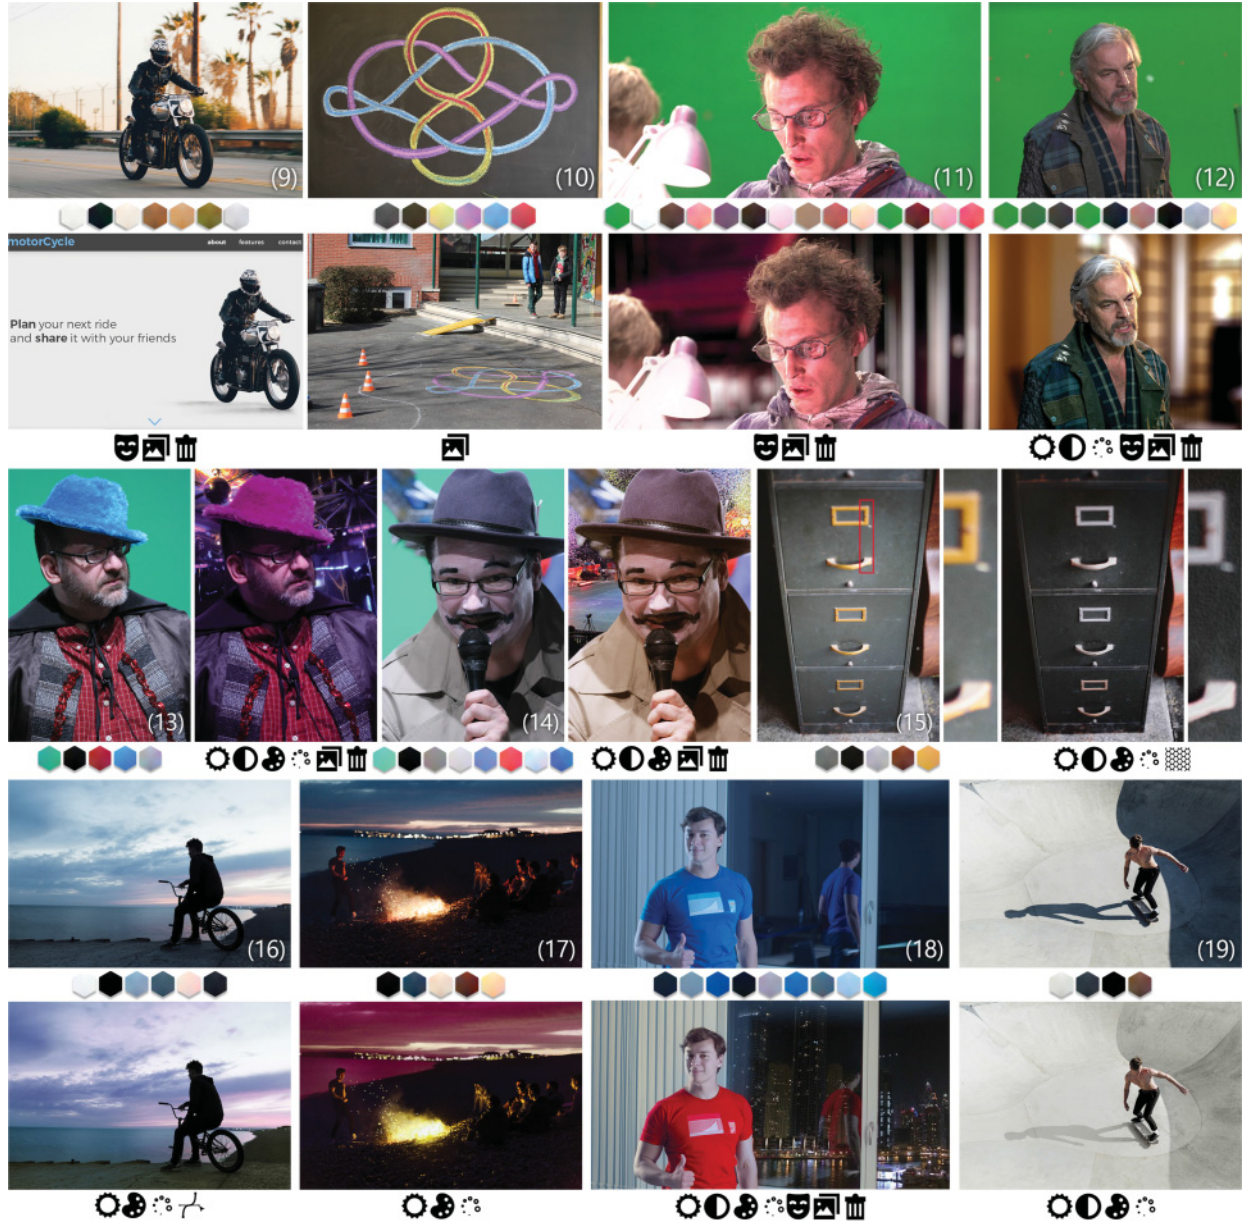 (9)
(10)
(11)
(12)
motorCycle
about features contact
Plan your next ride
and share it with your friends
(13)
(14)
(15)
(16)
(17)
(18)
(19)